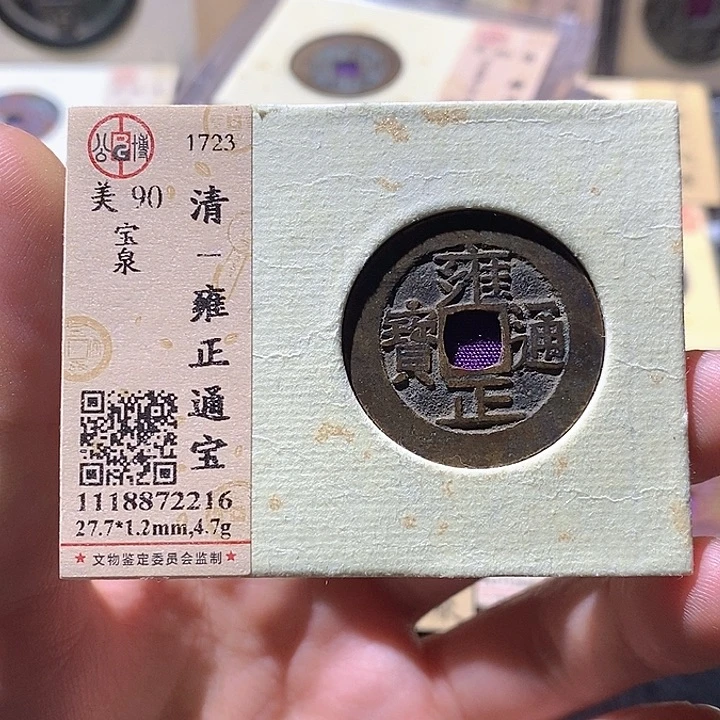 公博
BG
1723
美 90
宝泉
清－雍正通宝
1118872216
27.7*1.2mm,4.7g
★ 文物鉴定委员会监制 ★
雍正通寶